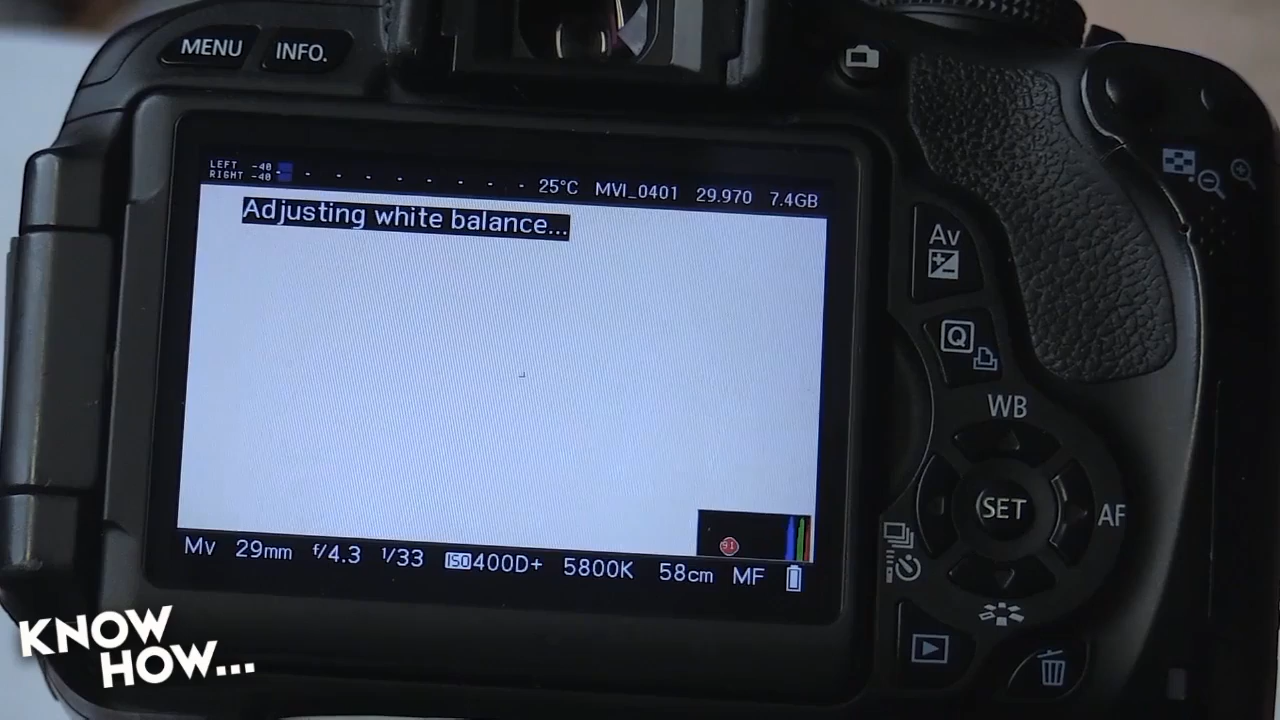 MENU INFO.
LEFT -40
RIGHT -40
25°C MVI_0401 29.970 7.4GB
Adjusting white balance...
Av
Q
WB
SET
AF
91
Mv 29mm f/4.3 1/33 ISO400D+ 5800K 58cm MF
KNOW
HOW...